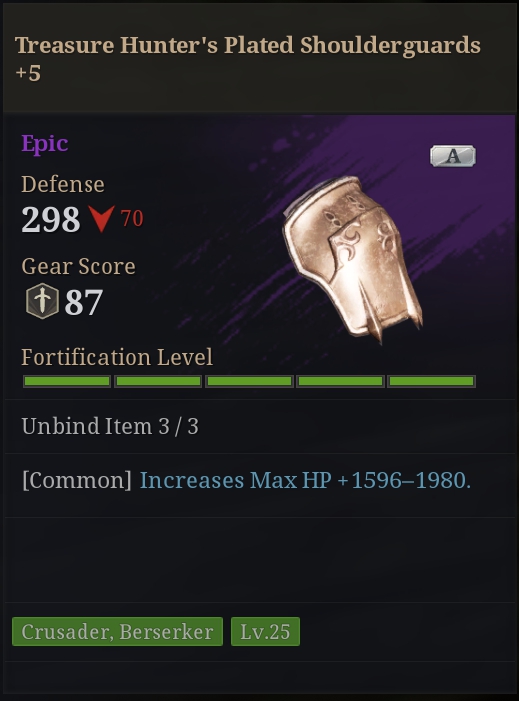 Treasure Hunter's Plated Shoulderguards
+5
Epic
A
Defense
298 70
Gear Score
87
Fortification Level
Unbind Item 3 / 3
[Common] Increases Max HP +1596–1980.
Crusader, Berserker Lv.25